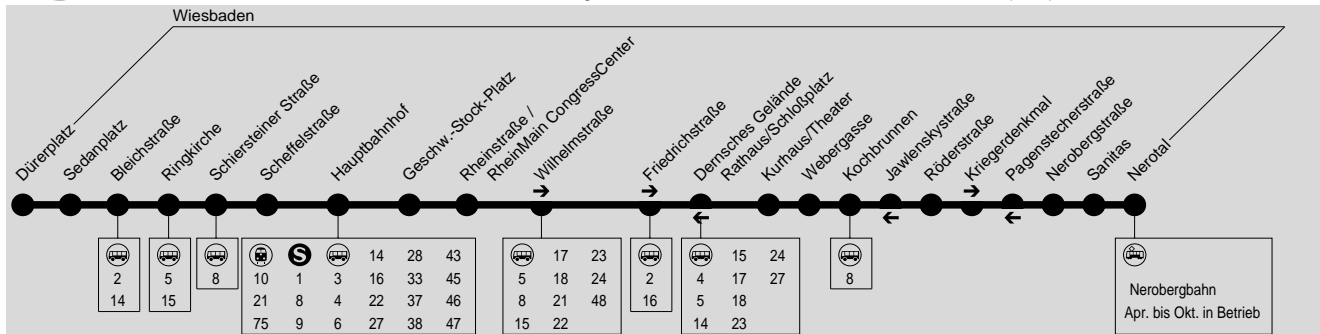 Wiesbaden
Dürerplatz
Sedanplatz
Bleichstraße
Ringkirche
Schiersteiner Straße
Scheffelstraße
Hauptbahnhof
Geschw.-Stock-Platz
Rheinstraße /
RheinMain CongressCenter
Wilhelmstraße
Friedrichstraße
Dernsches Gelände
Rathaus/Schloßplatz
Kurhaus/Theater
Webergasse
Kochbrunnen
Jawlenskystraße
Röderstraße
Kriegerdenkmal
Pagenstecherstraße
Nerobergstraße
Sanitas
Nerotal
2
14
5
15
8
S 14 28 43
10 1 3 16 33 45
21 8 4 22 37 46
75 9 6 27 38 47
17 23
5 18 24
8 21 48
15 22
2
16
15 24
4 17 27
5 18
14 23
8
Nerobergbahn
Apr. bis Okt. in Betrieb